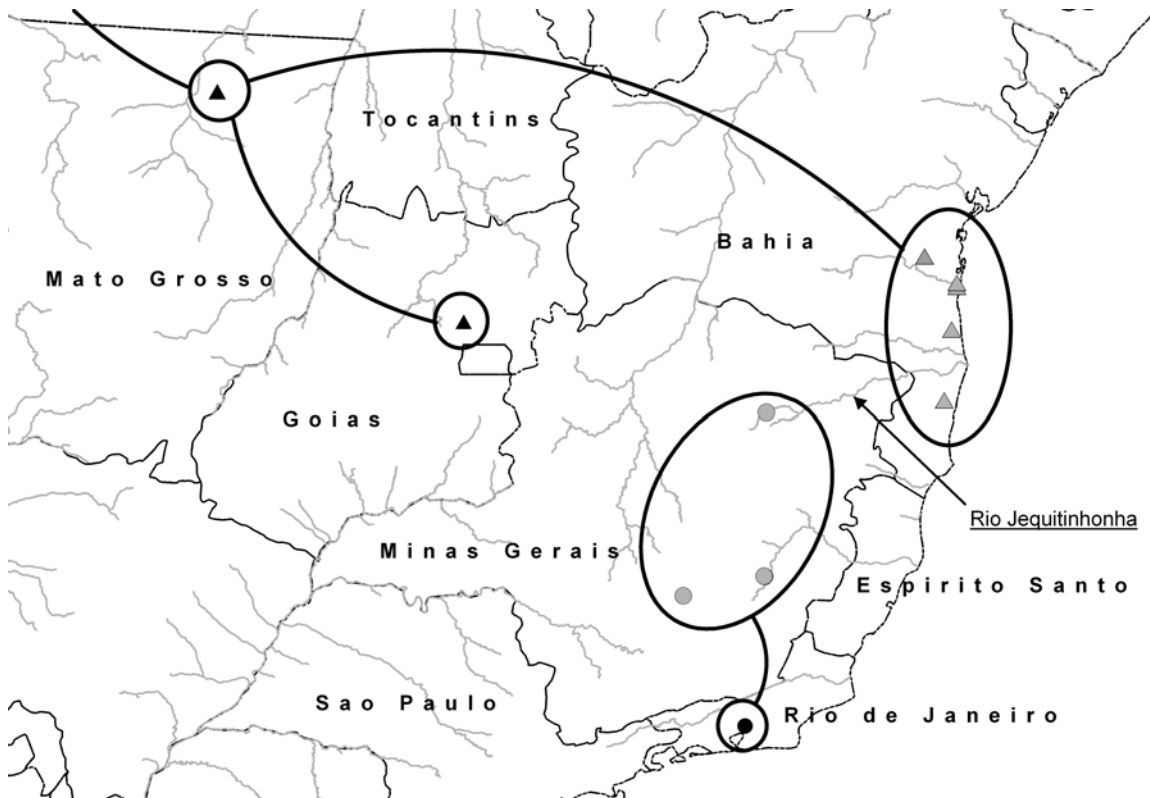 Tocantins
Bahia
Mato Grosso
Goias
Rio Jequitinhonha
Minas Gerais
Espirito Santo
Sao Paulo
Rio de Janeiro